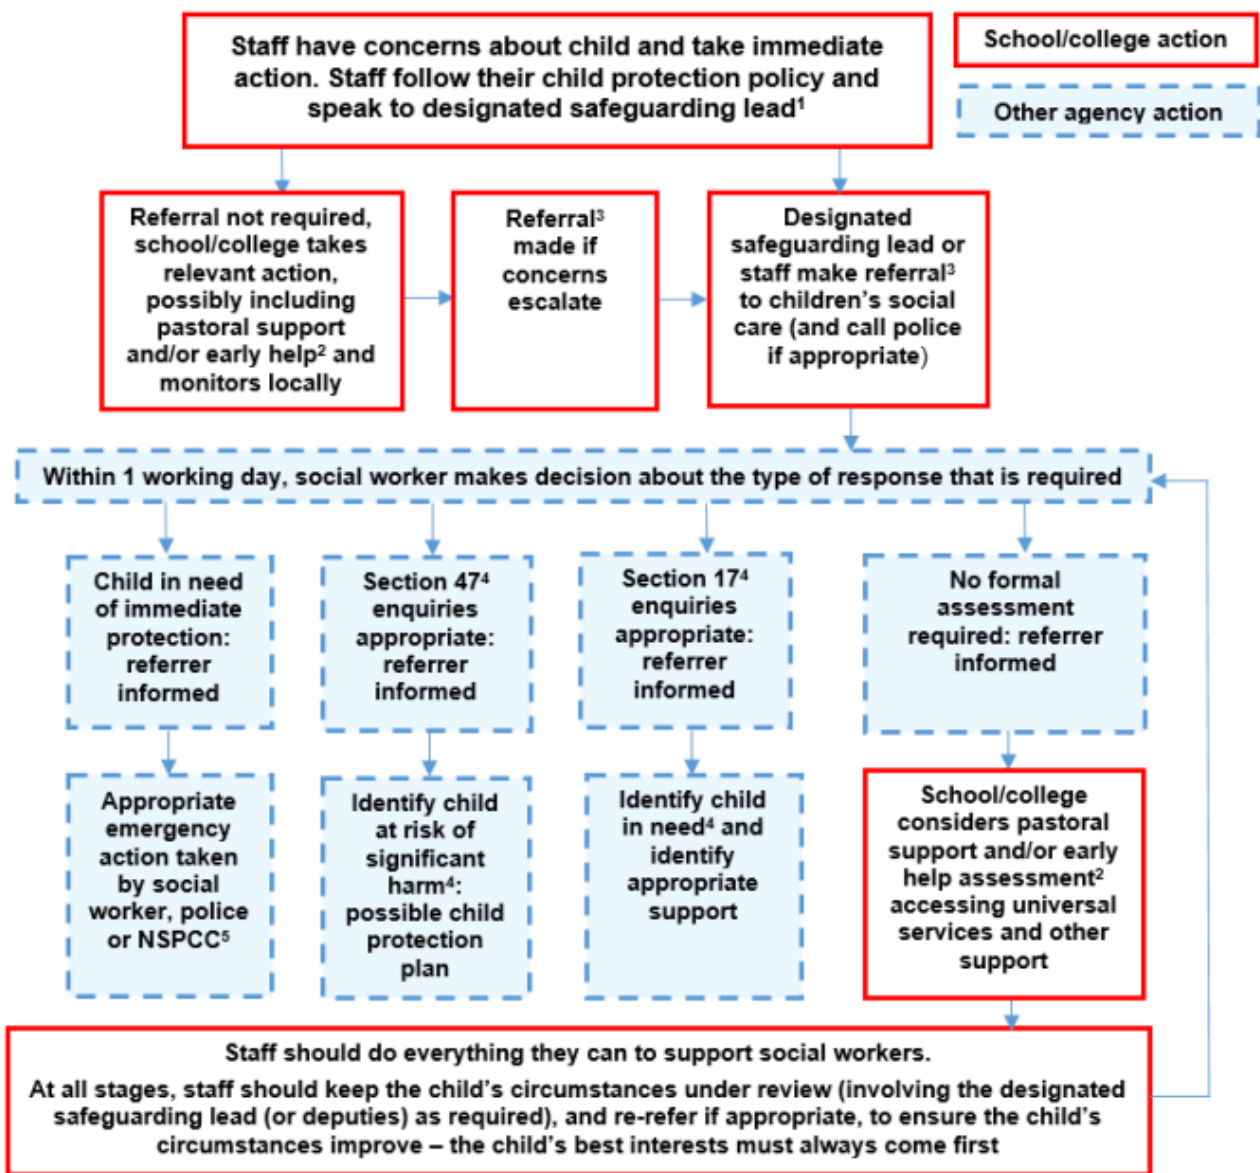 Staff have concerns about child and take immediate
action. Staff follow their child protection policy and
speak to designated safeguarding lead¹
School/college action
Other agency action
Referral not required,
school/college takes
relevant action,
possibly including
pastoral support
and/or early help² and
monitors locally
Referral³
made if
concerns
escalate
Designated
safeguarding lead or
staff make referral³
to children's social
care (and call police
if appropriate)
Within 1 working day, social worker makes decision about the type of response that is required
Child in need
of immediate
protection:
referrer
informed
Section 47⁴
enquiries
appropriate:
referrer
informed
Section 17⁴
enquiries
appropriate:
referrer
informed
No formal
assessment
required: referrer
informed
Appropriate
emergency
action taken
by social
worker, police
or NSPCC⁵
Identify child
at risk of
significant
harm⁴:
possible child
protection
plan
Identify child
in need⁴ and
identify
appropriate
support
School/college
considers pastoral
support and/or early
help assessment²
accessing universal
services and other
support
Staff should do everything they can to support social workers.
At all stages, staff should keep the child's circumstances under review (involving the designated
safeguarding lead (or deputies) as required), and re-refer if appropriate, to ensure the child's
circumstances improve – the child's best interests must always come first